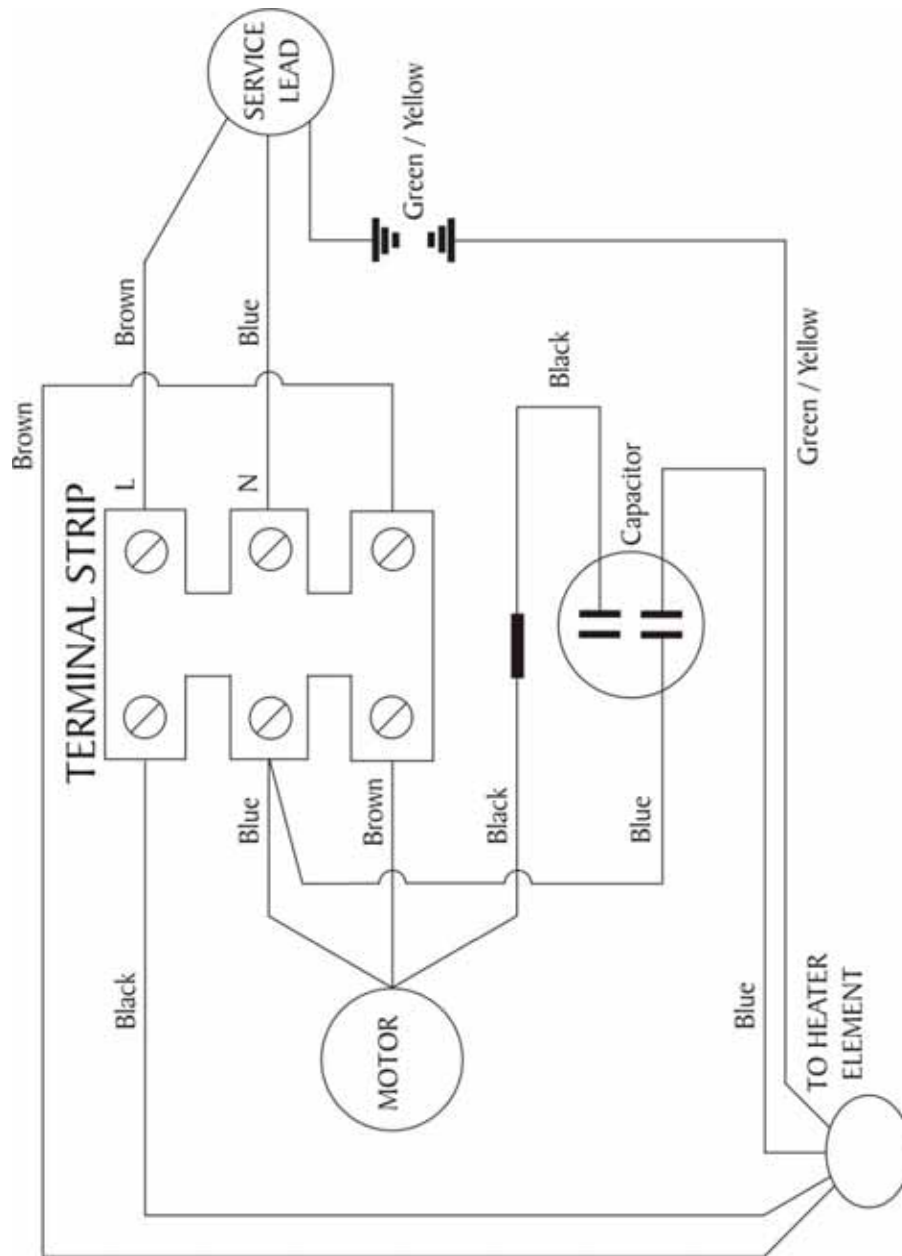 TERMINAL STRIP
Brown
Brown
L
Blue
N
SERVICE
LEAD
Green / Yellow
Black
Blue
Brown
Black
Black
Capacitor
Blue
Green / Yellow
MOTOR
Blue
TO HEATER
ELEMENT